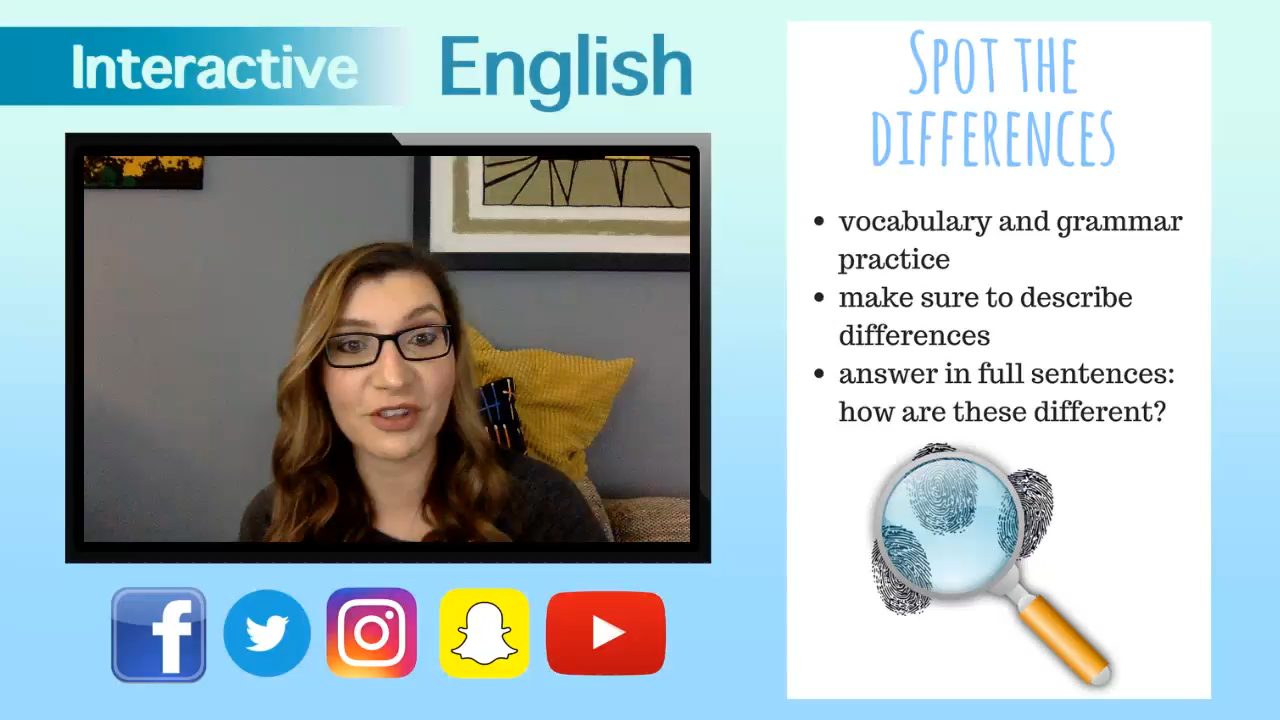 Interactive English
SPOT THE
DIFFERENCES
• vocabulary and grammar
practice
• make sure to describe
differences
• answer in full sentences:
how are these different?